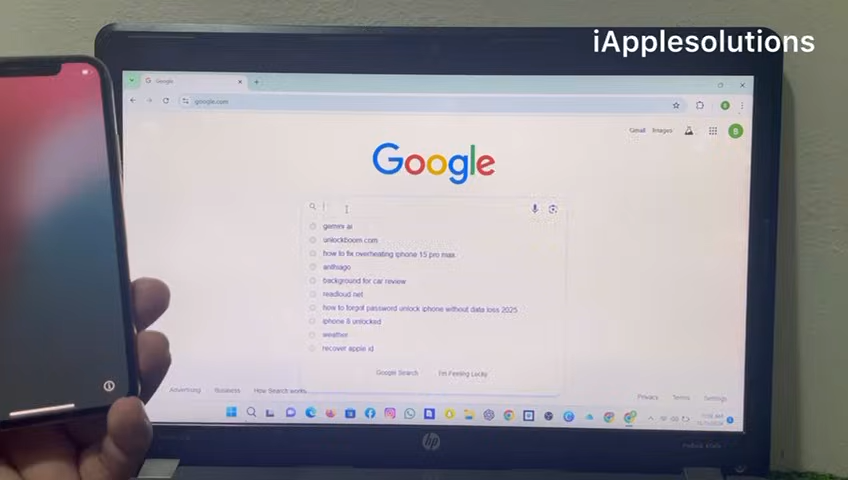 iApplesolutions
Google
google.com
Gmail Images
Google
gemini ai
unlockboom.com
how to fix overheating iphone 15 pro max
anthiago
background for car review
readloud net
how to forgot password unlock iphone without data loss 2025
iphone 8 unlocked
weather
recover apple id
Google Search I'm Feeling Lucky
Advertising Business How Search works
Privacy Terms Settings
hp